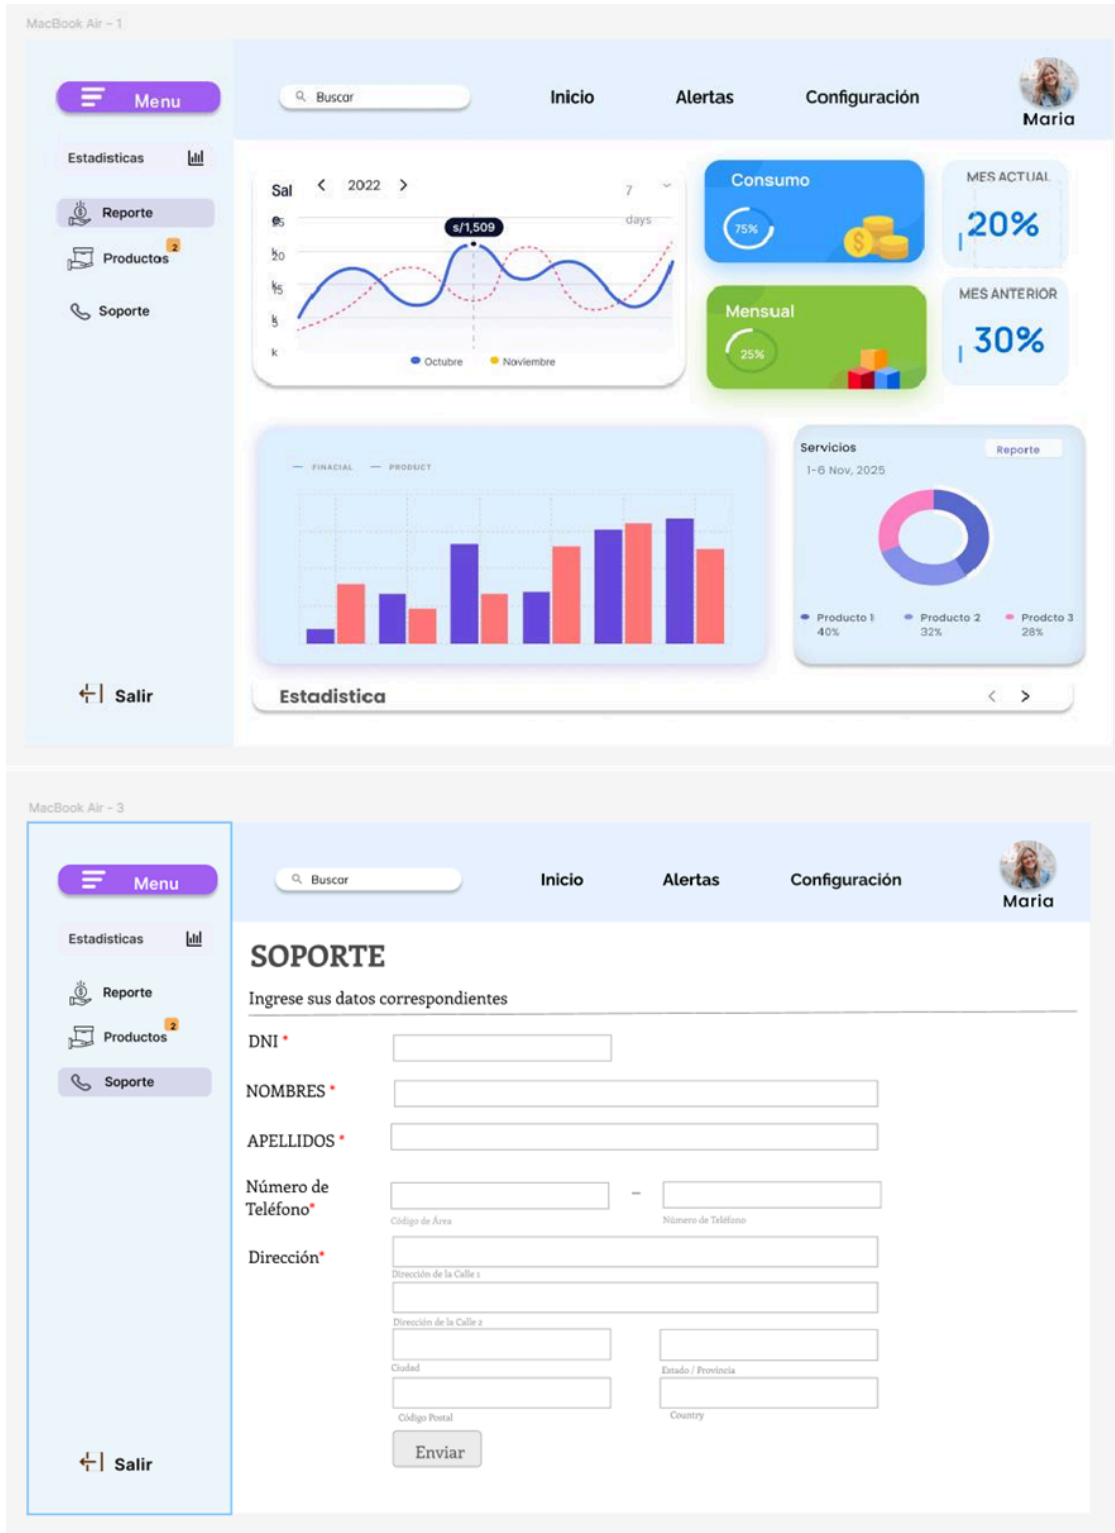 MacBook Air - 1
Menu
Buscar
Inicio
Alertas
Configuración
Maria
Estadisticas
Reporte
Productos
2
Soporte
Salir
Sal
es
2022
7
days
25
k
20
k
15
k
5
k
s/1,509
Octubre
Noviembre
Consumo
75%
MES ACTUAL
20%
Mensual
25%
MES ANTERIOR
30%
FINACIAL
PRODUCT
Servicios
Reporte
1-6 Nov, 2025
Producto 1
40%
Producto 2
32%
Prodcto 3
28%
Estadistica
MacBook Air - 3
Menu
Buscar
Inicio
Alertas
Configuración
Maria
Estadisticas
Reporte
Productos
2
Soporte
Salir
SOPORTE
Ingrese sus datos correspondientes
DNI *
NOMBRES *
APELLIDOS *
Número de
Teléfono*
–
Código de Área
Número de Teléfono
Dirección*
Dirección de la Calle 1
Dirección de la Calle 2
Ciudad
Estado / Provincia
Código Postal
Country
Enviar